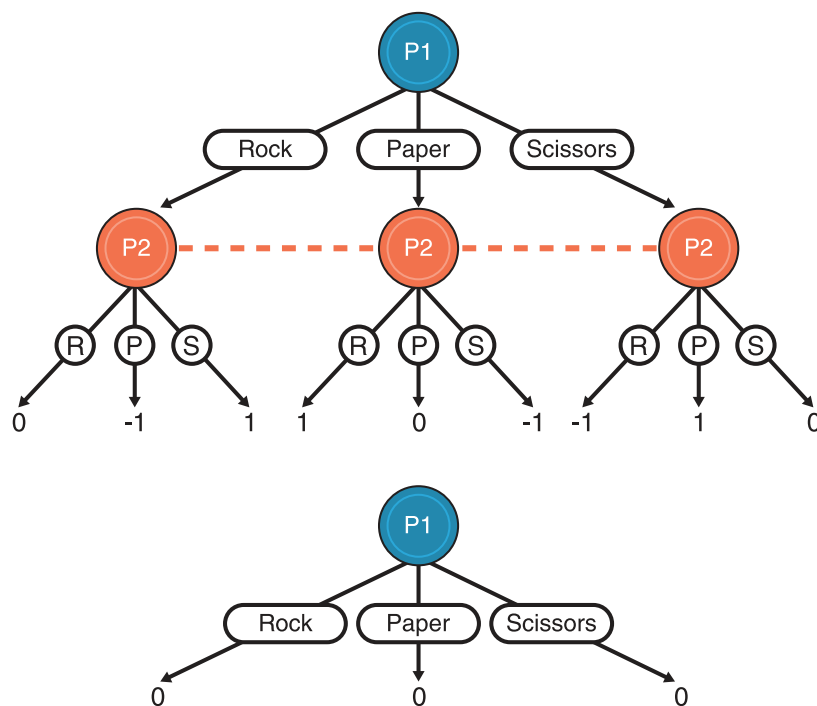 P1
Rock Paper Scissors
P2 P2 P2
R P S R P S R P S
0 -1 1 1 0 -1 -1 1 0
P1
Rock Paper Scissors
0 0 0